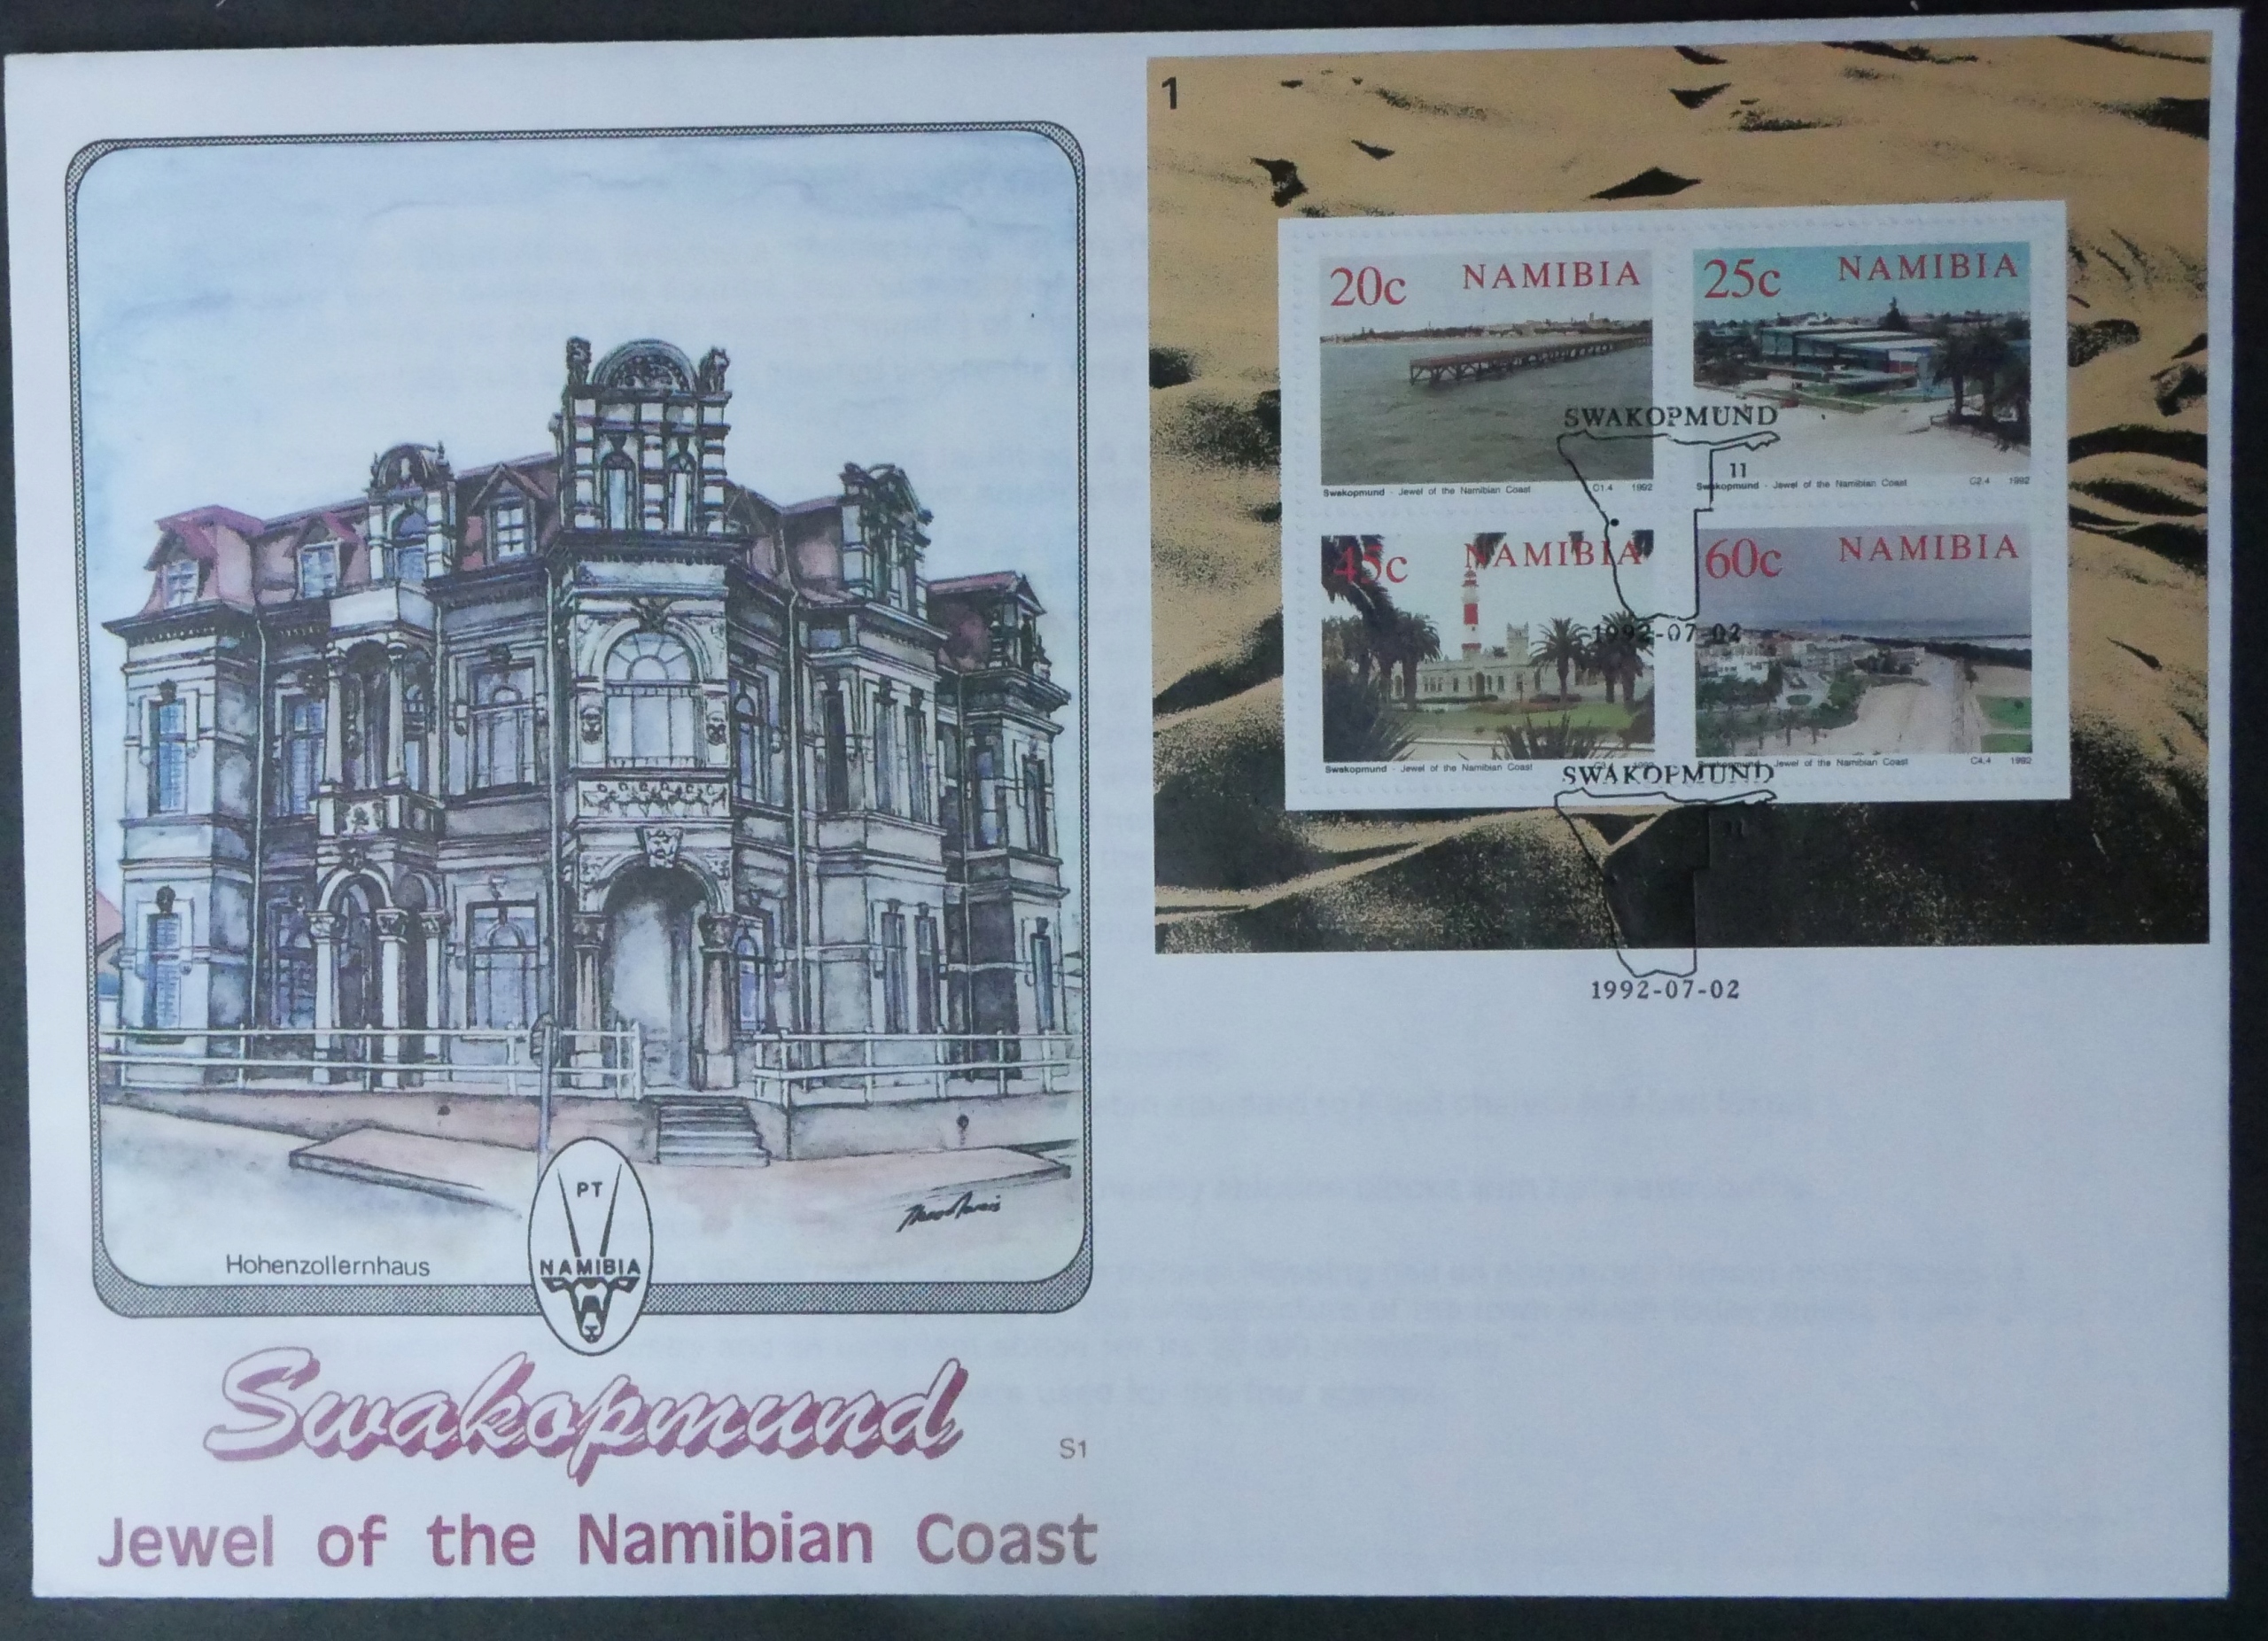 1
20c NAMIBIA
Swakopmund - Jewel of the Namibian Coast C1.4 1992
25c NAMIBIA
Swakopmund - Jewel of the Namibian Coast C2.4 1992
45c NAMIBIA
Swakopmund - Jewel of the Namibian Coast 1992
60c NAMIBIA
Swakopmund - Jewel of the Namibian Coast C4.4 1992
SWAKOPMUND
11
1992-07-02
SWAKOPMUND
11
1992-07-02
Hohenzollernhaus
PT
NAMIBIA
Swakopmund
S1
Jewel of the Namibian Coast